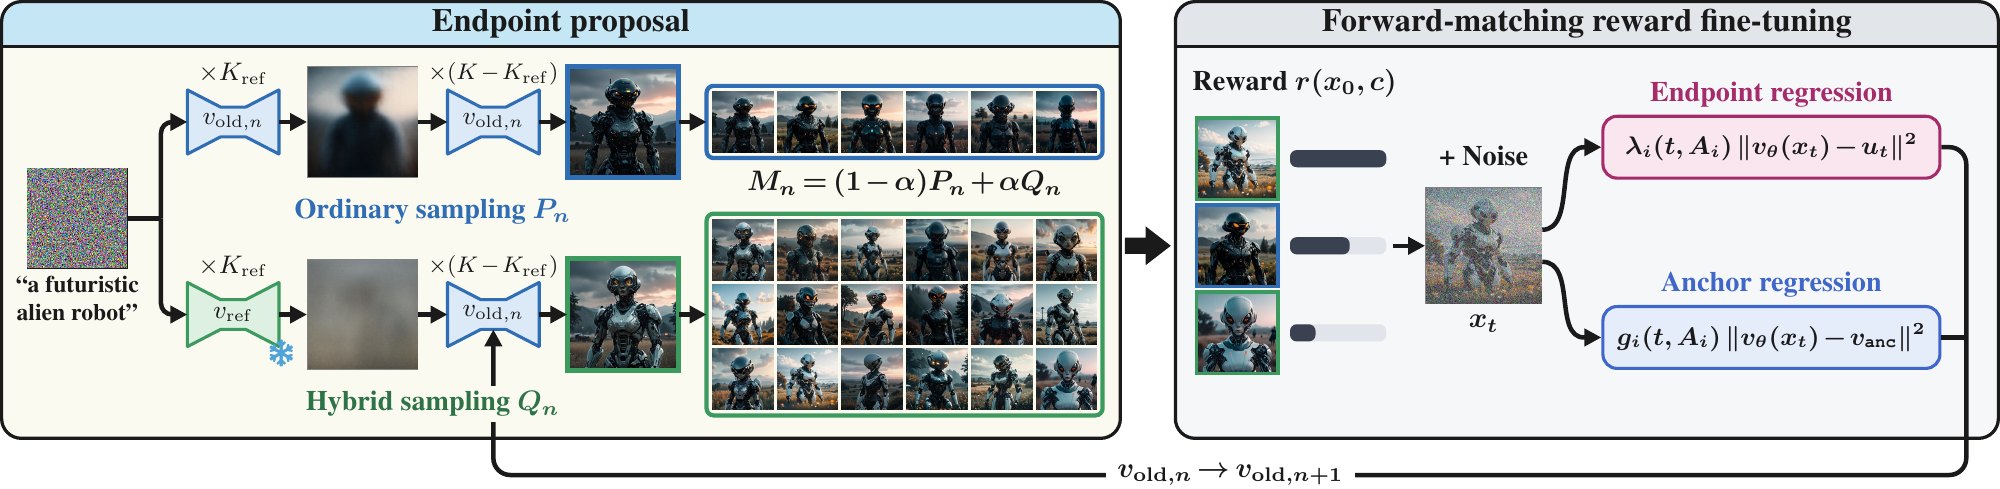 Endpoint proposal
×K_ref
v_old,n
×(K − K_ref)
v_old,n
M_n = (1 − α)P_n + αQ_n
Ordinary sampling P_n
"a futuristic
alien robot"
×K_ref
v_ref
×(K − K_ref)
v_old,n
Hybrid sampling Q_n
Forward-matching reward fine-tuning
Reward r(x_0, c)
+ Noise
x_t
Endpoint regression
λ_i(t, A_i) ‖v_θ(x_t) − u_t‖²
Anchor regression
g_i(t, A_i) ‖v_θ(x_t) − v_anc‖²
v_old,n → v_old,n+1